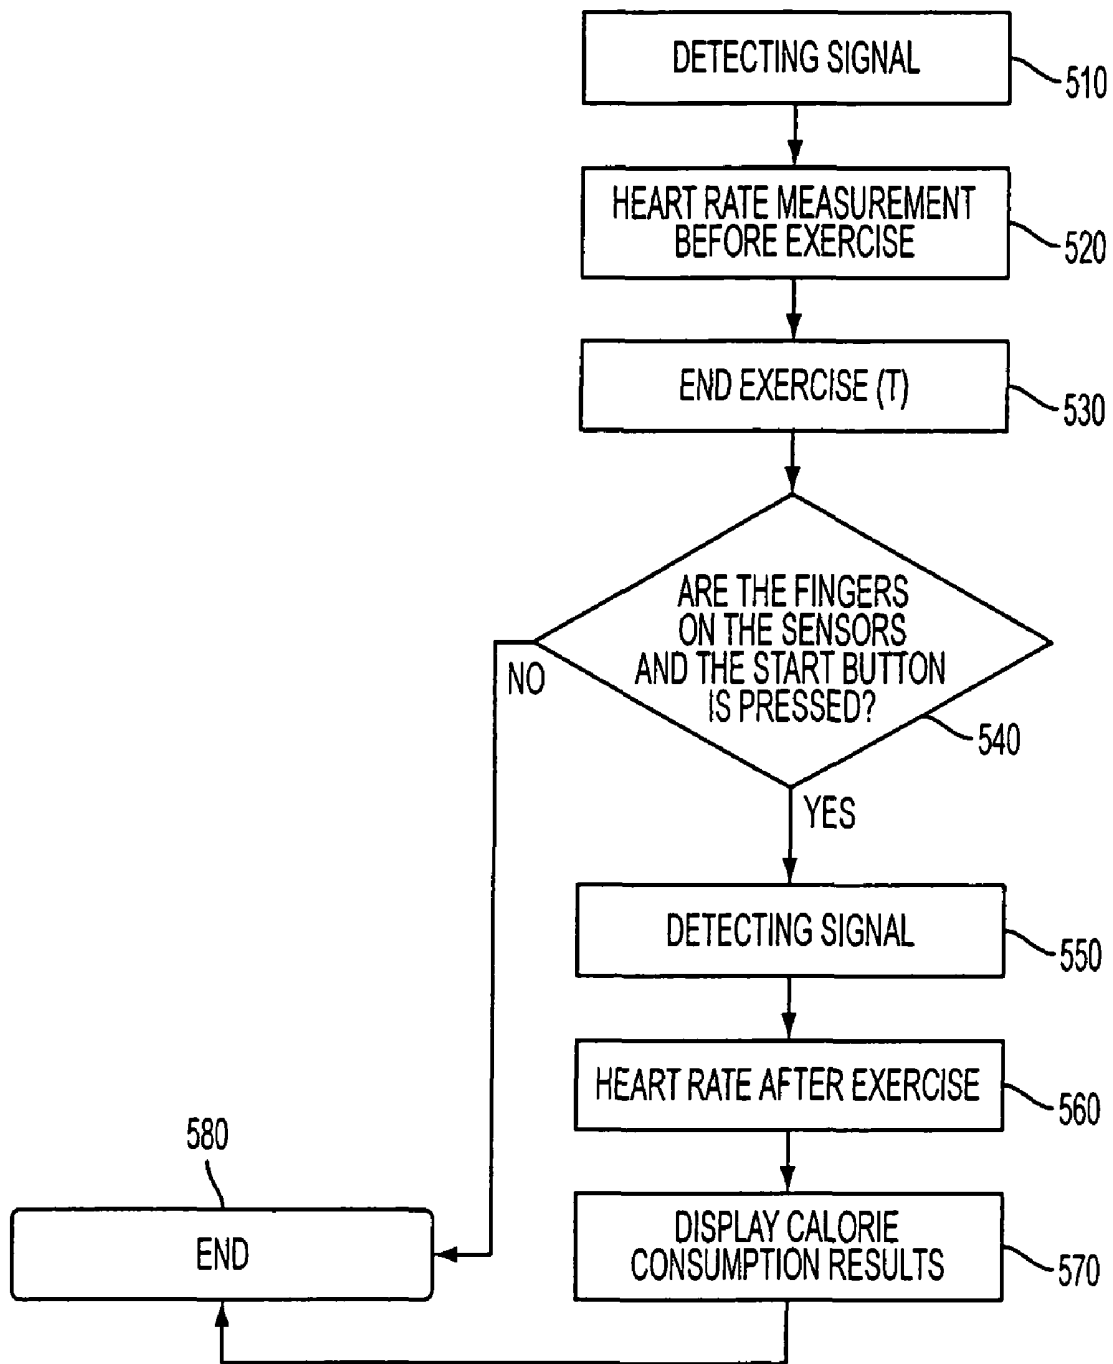 DETECTING SIGNAL
510
HEART RATE MEASUREMENT
BEFORE EXERCISE
520
END EXERCISE (T)
530
ARE THE FINGERS
ON THE SENSORS
AND THE START BUTTON
IS PRESSED?
NO
540
YES
DETECTING SIGNAL
550
HEART RATE AFTER EXERCISE
560
580
END
DISPLAY CALORIE
CONSUMPTION RESULTS
570